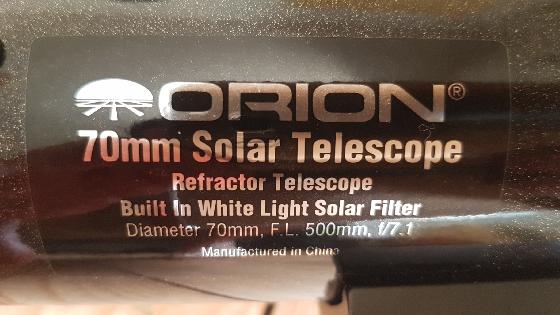 ORION®
70mm Solar Telescope
Refractor Telescope
Built In White Light Solar Filter
Diameter 70mm, F.L. 500mm, f/7.1
Manufactured in China